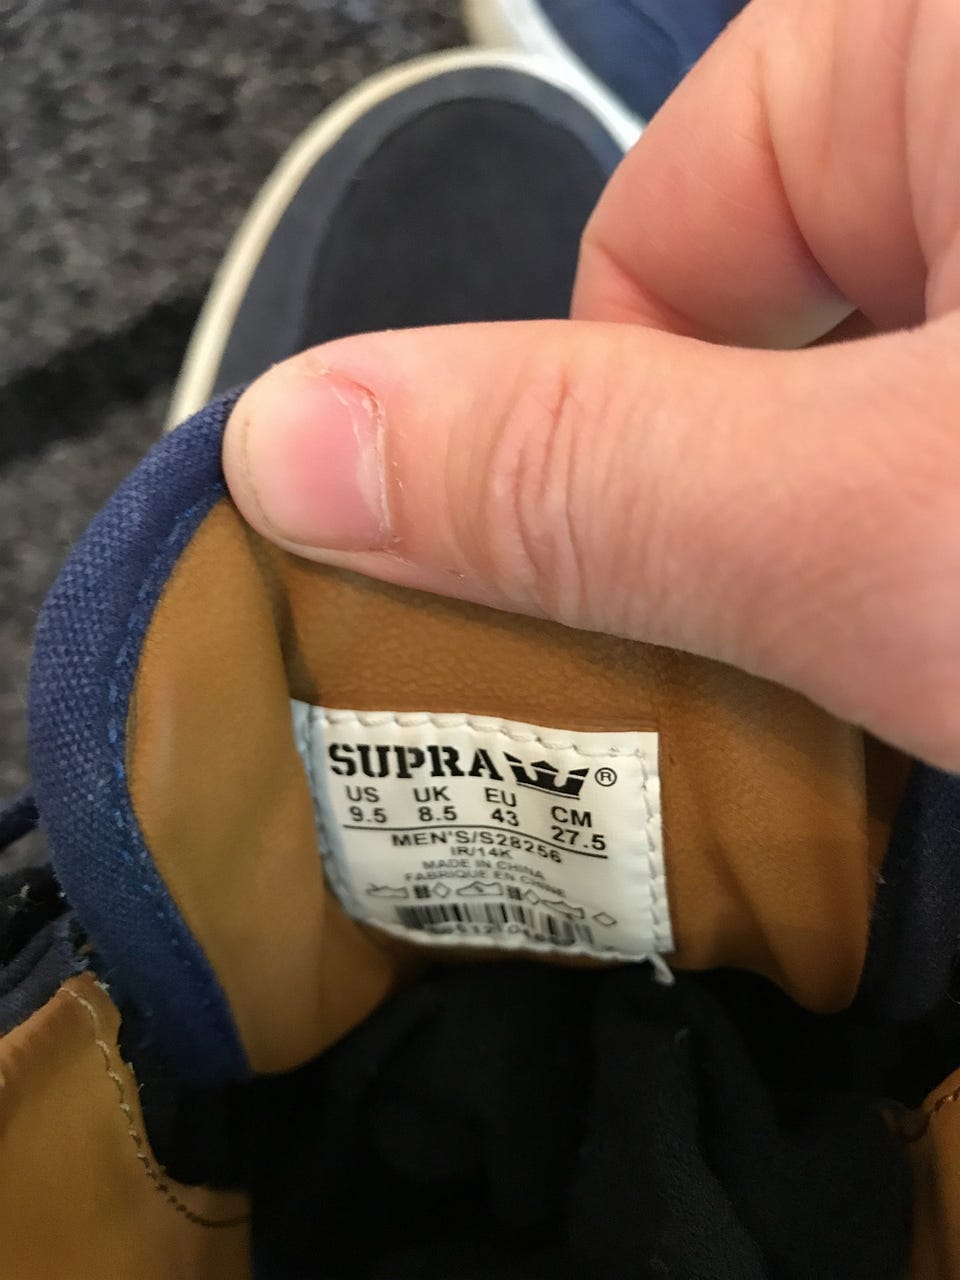 SUPRA ®
US UK EU CM
9.5 8.5 43 27.5
MEN'S/S28256
IR/14K
MADE IN CHINA
FABRIQUE EN CHINE